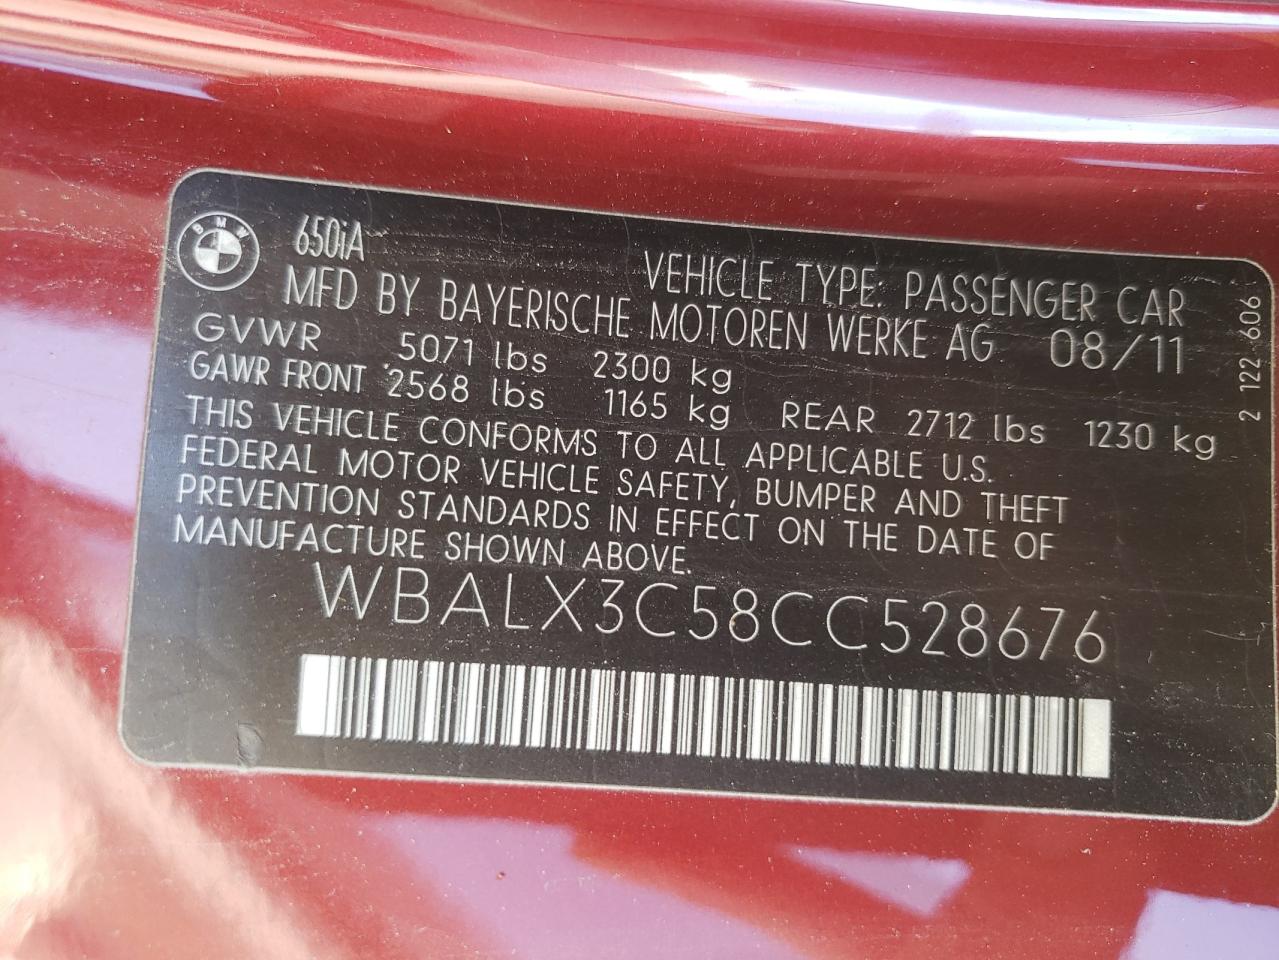 BMW
650iA
VEHICLE TYPE: PASSENGER CAR
MFD BY BAYERISCHE MOTOREN WERKE AG 08/11
GVWR 5071 lbs 2300 kg
GAWR FRONT 2568 lbs 1165 kg REAR 2712 lbs 1230 kg
THIS VEHICLE CONFORMS TO ALL APPLICABLE U.S.
FEDERAL MOTOR VEHICLE SAFETY, BUMPER AND THEFT
PREVENTION STANDARDS IN EFFECT ON THE DATE OF
MANUFACTURE SHOWN ABOVE.
WBALX3C58CC528676
2 122 606